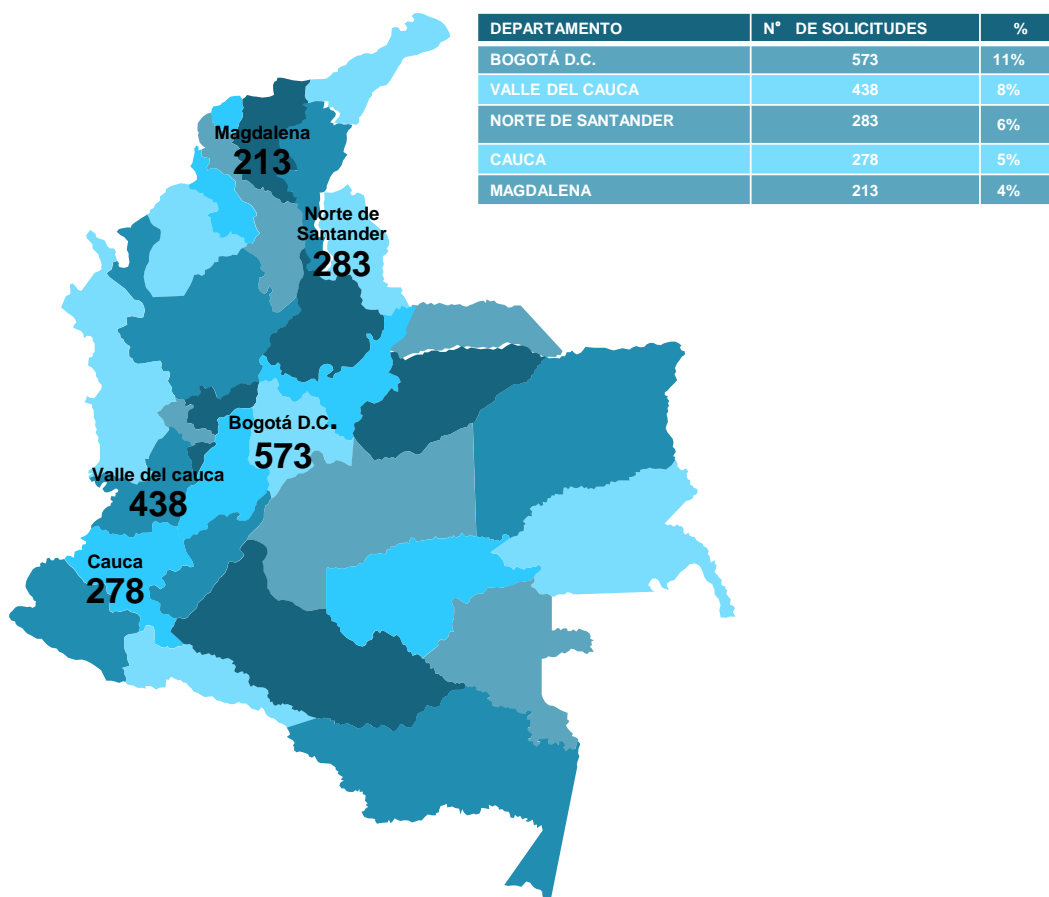 DEPARTAMENTO N° DE SOLICITUDES %
BOGOTÁ D.C. 573 11%
VALLE DEL CAUCA 438 8%
NORTE DE SANTANDER 283 6%
CAUCA 278 5%
MAGDALENA 213 4%
Magdalena
213
Norte de
Santander
283
Bogotá D.C.
573
Valle del cauca
438
Cauca
278